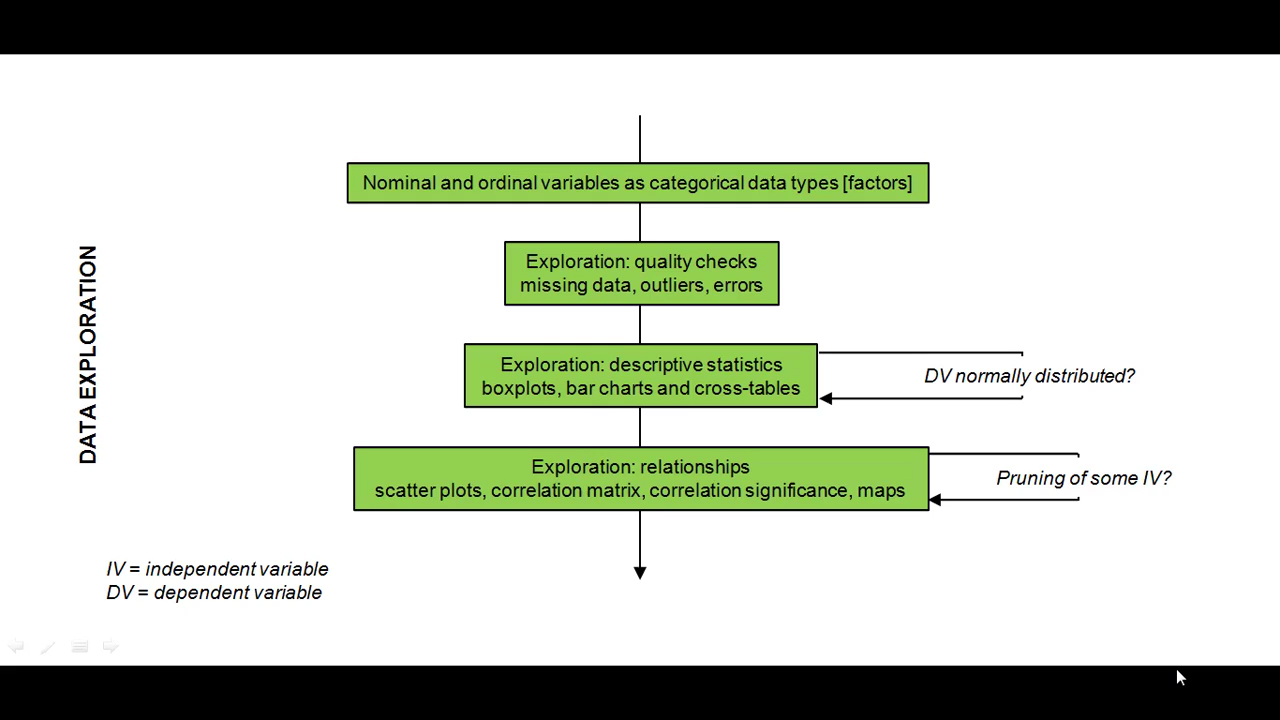 Nominal and ordinal variables as categorical data types [factors]
Exploration: quality checks
missing data, outliers, errors
Exploration: descriptive statistics
boxplots, bar charts and cross-tables
DV normally distributed?
Exploration: relationships
scatter plots, correlation matrix, correlation significance, maps
Pruning of some IV?
DATA EXPLORATION
IV = independent variable
DV = dependent variable